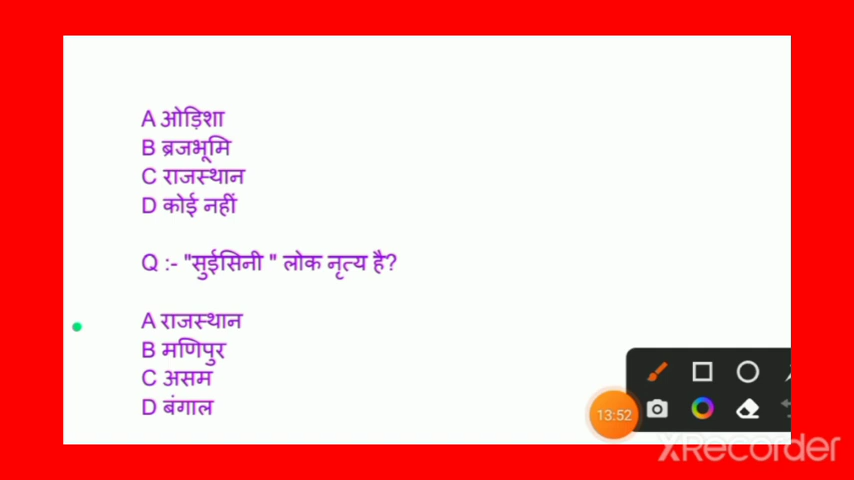 A ओड़िशा
B ब्रजभूमि
C राजस्थान
D कोई नहीं
Q :- "सुईसिनी " लोक नृत्य है?
A राजस्थान
B मणिपुर
C असम
D बंगाल
13:52
XRecorder